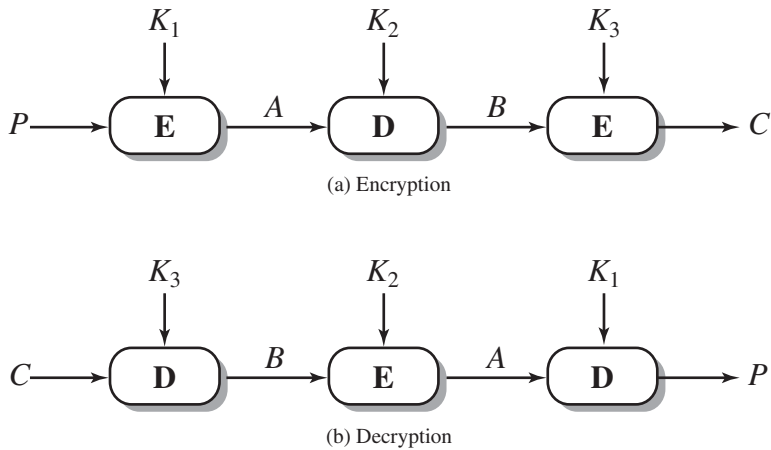 K₁ K₂ K₃
P E A D B E C
(a) Encryption
K₃ K₂ K₁
C D B E A D P
(b) Decryption